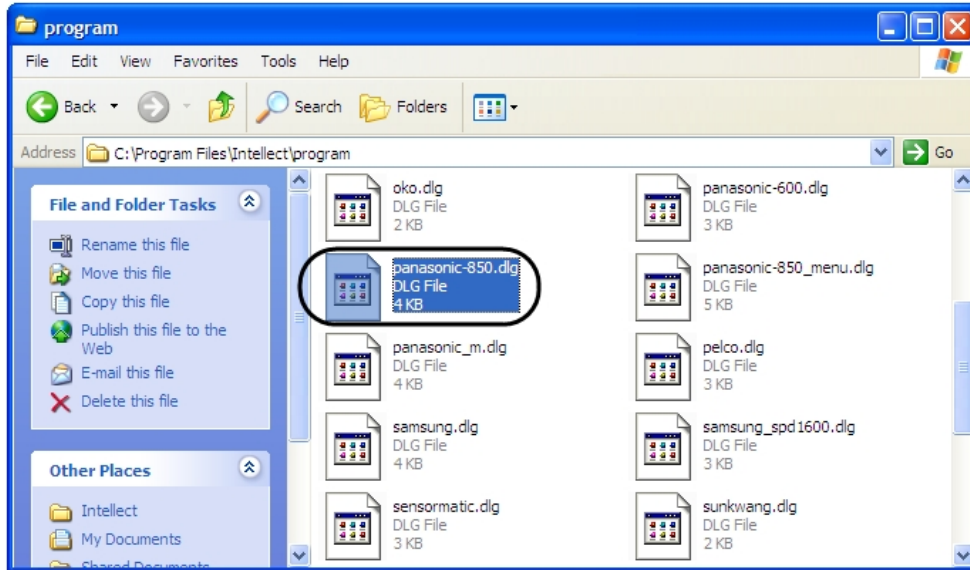 program
File Edit View Favorites Tools Help
Back Search Folders
Address C:\Program Files\Intellect\program Go
File and Folder Tasks
Rename this file
Move this file
Copy this file
Publish this file to the
Web
E-mail this file
Delete this file
Other Places
Intellect
My Documents
Shared Documents
oko.dlg
DLG File
2 KB
panasonic-600.dlg
DLG File
3 KB
panasonic-850.dlg
DLG File
4 KB
panasonic-850_menu.dlg
DLG File
5 KB
panasonic_m.dlg
DLG File
4 KB
pelco.dlg
DLG File
3 KB
samsung.dlg
DLG File
4 KB
samsung_spd1600.dlg
DLG File
3 KB
sensormatic.dlg
DLG File
3 KB
sunkwang.dlg
DLG File
2 KB